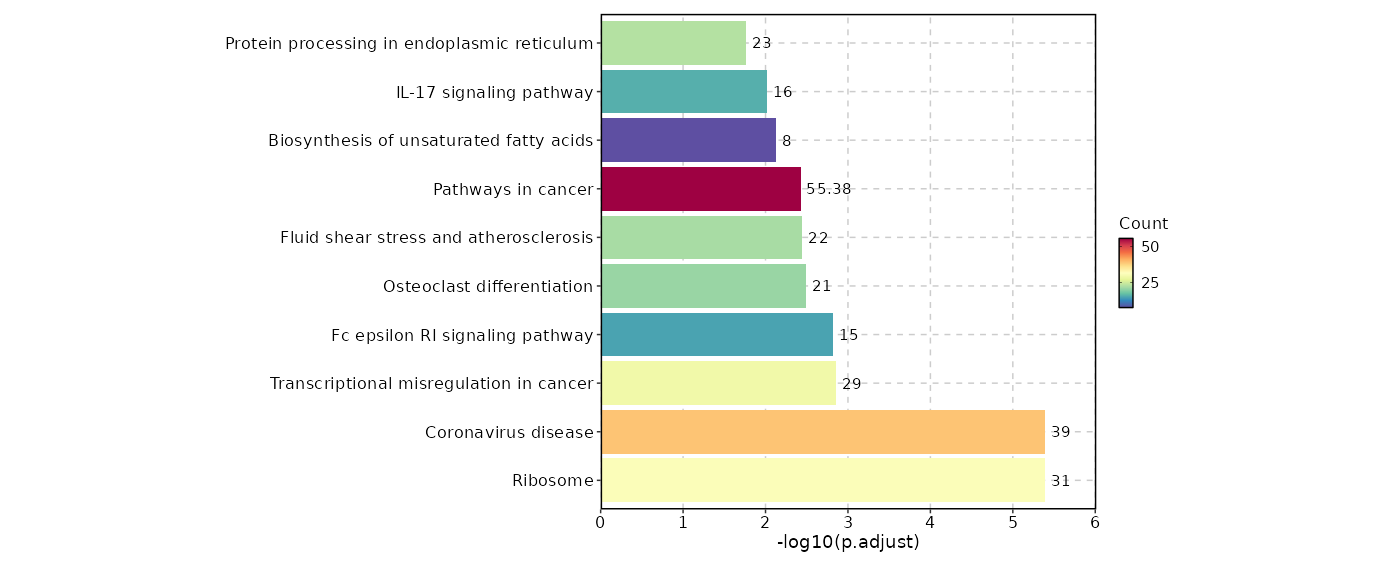 Protein processing in endoplasmic reticulum 23
IL-17 signaling pathway 16
Biosynthesis of unsaturated fatty acids 8
Pathways in cancer 55.38
Fluid shear stress and atherosclerosis 22
Osteoclast differentiation 21
Fc epsilon RI signaling pathway 15
Transcriptional misregulation in cancer 29
Coronavirus disease 39
Ribosome 31
0 1 2 3 4 5 6
-log10(p.adjust)
Count
50
25